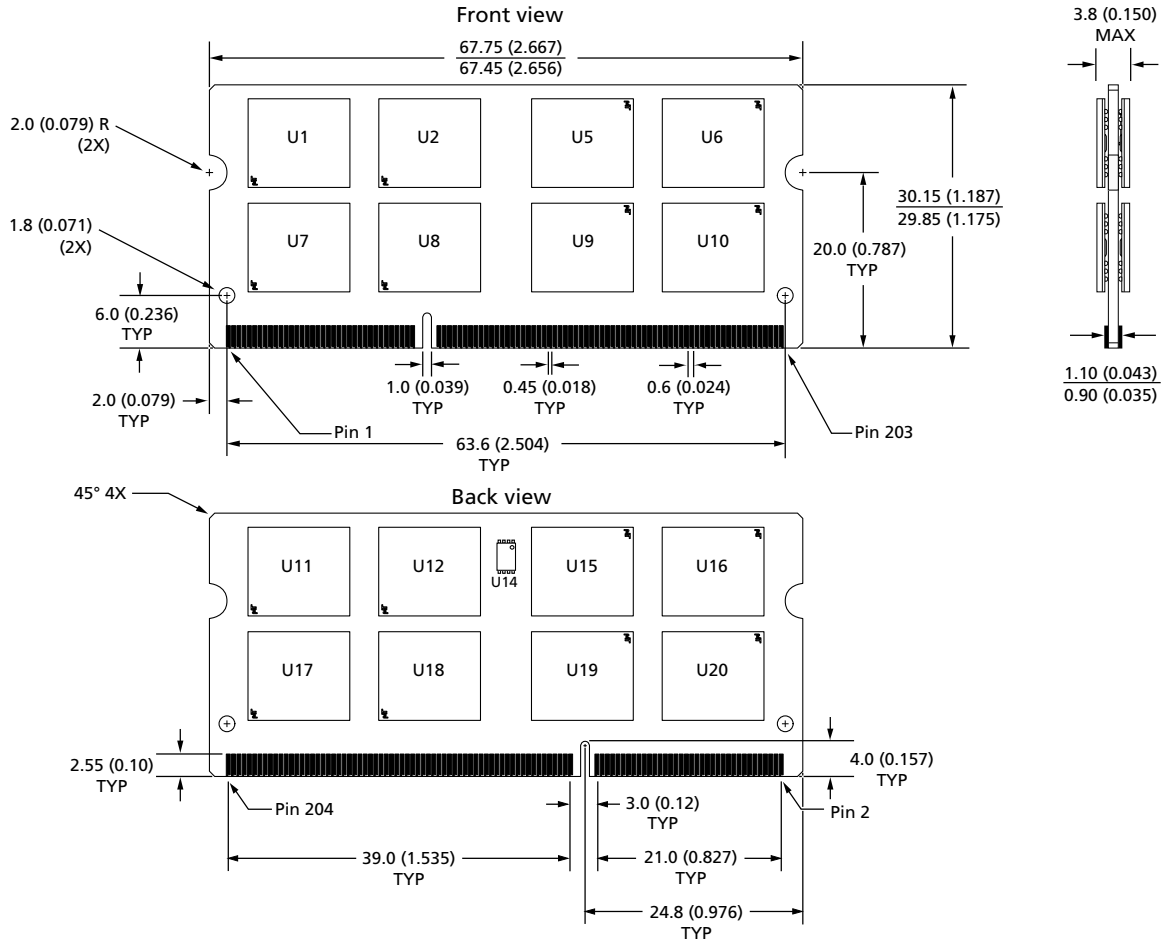 Front view
67.75 (2.667)
67.45 (2.656)
3.8 (0.150)
MAX
2.0 (0.079) R
(2X)
U1
U2
U5
U6
1.8 (0.071)
(2X)
U7
U8
U9
U10
30.15 (1.187)
29.85 (1.175)
20.0 (0.787)
TYP
6.0 (0.236)
TYP
1.0 (0.039)
TYP
0.45 (0.018)
TYP
0.6 (0.024)
TYP
1.10 (0.043)
0.90 (0.035)
2.0 (0.079)
TYP
Pin 1
63.6 (2.504)
TYP
Pin 203
45° 4X
Back view
U11
U12
U14
U15
U16
U17
U18
U19
U20
2.55 (0.10)
TYP
4.0 (0.157)
TYP
Pin 204
3.0 (0.12)
TYP
Pin 2
39.0 (1.535)
TYP
21.0 (0.827)
TYP
24.8 (0.976)
TYP